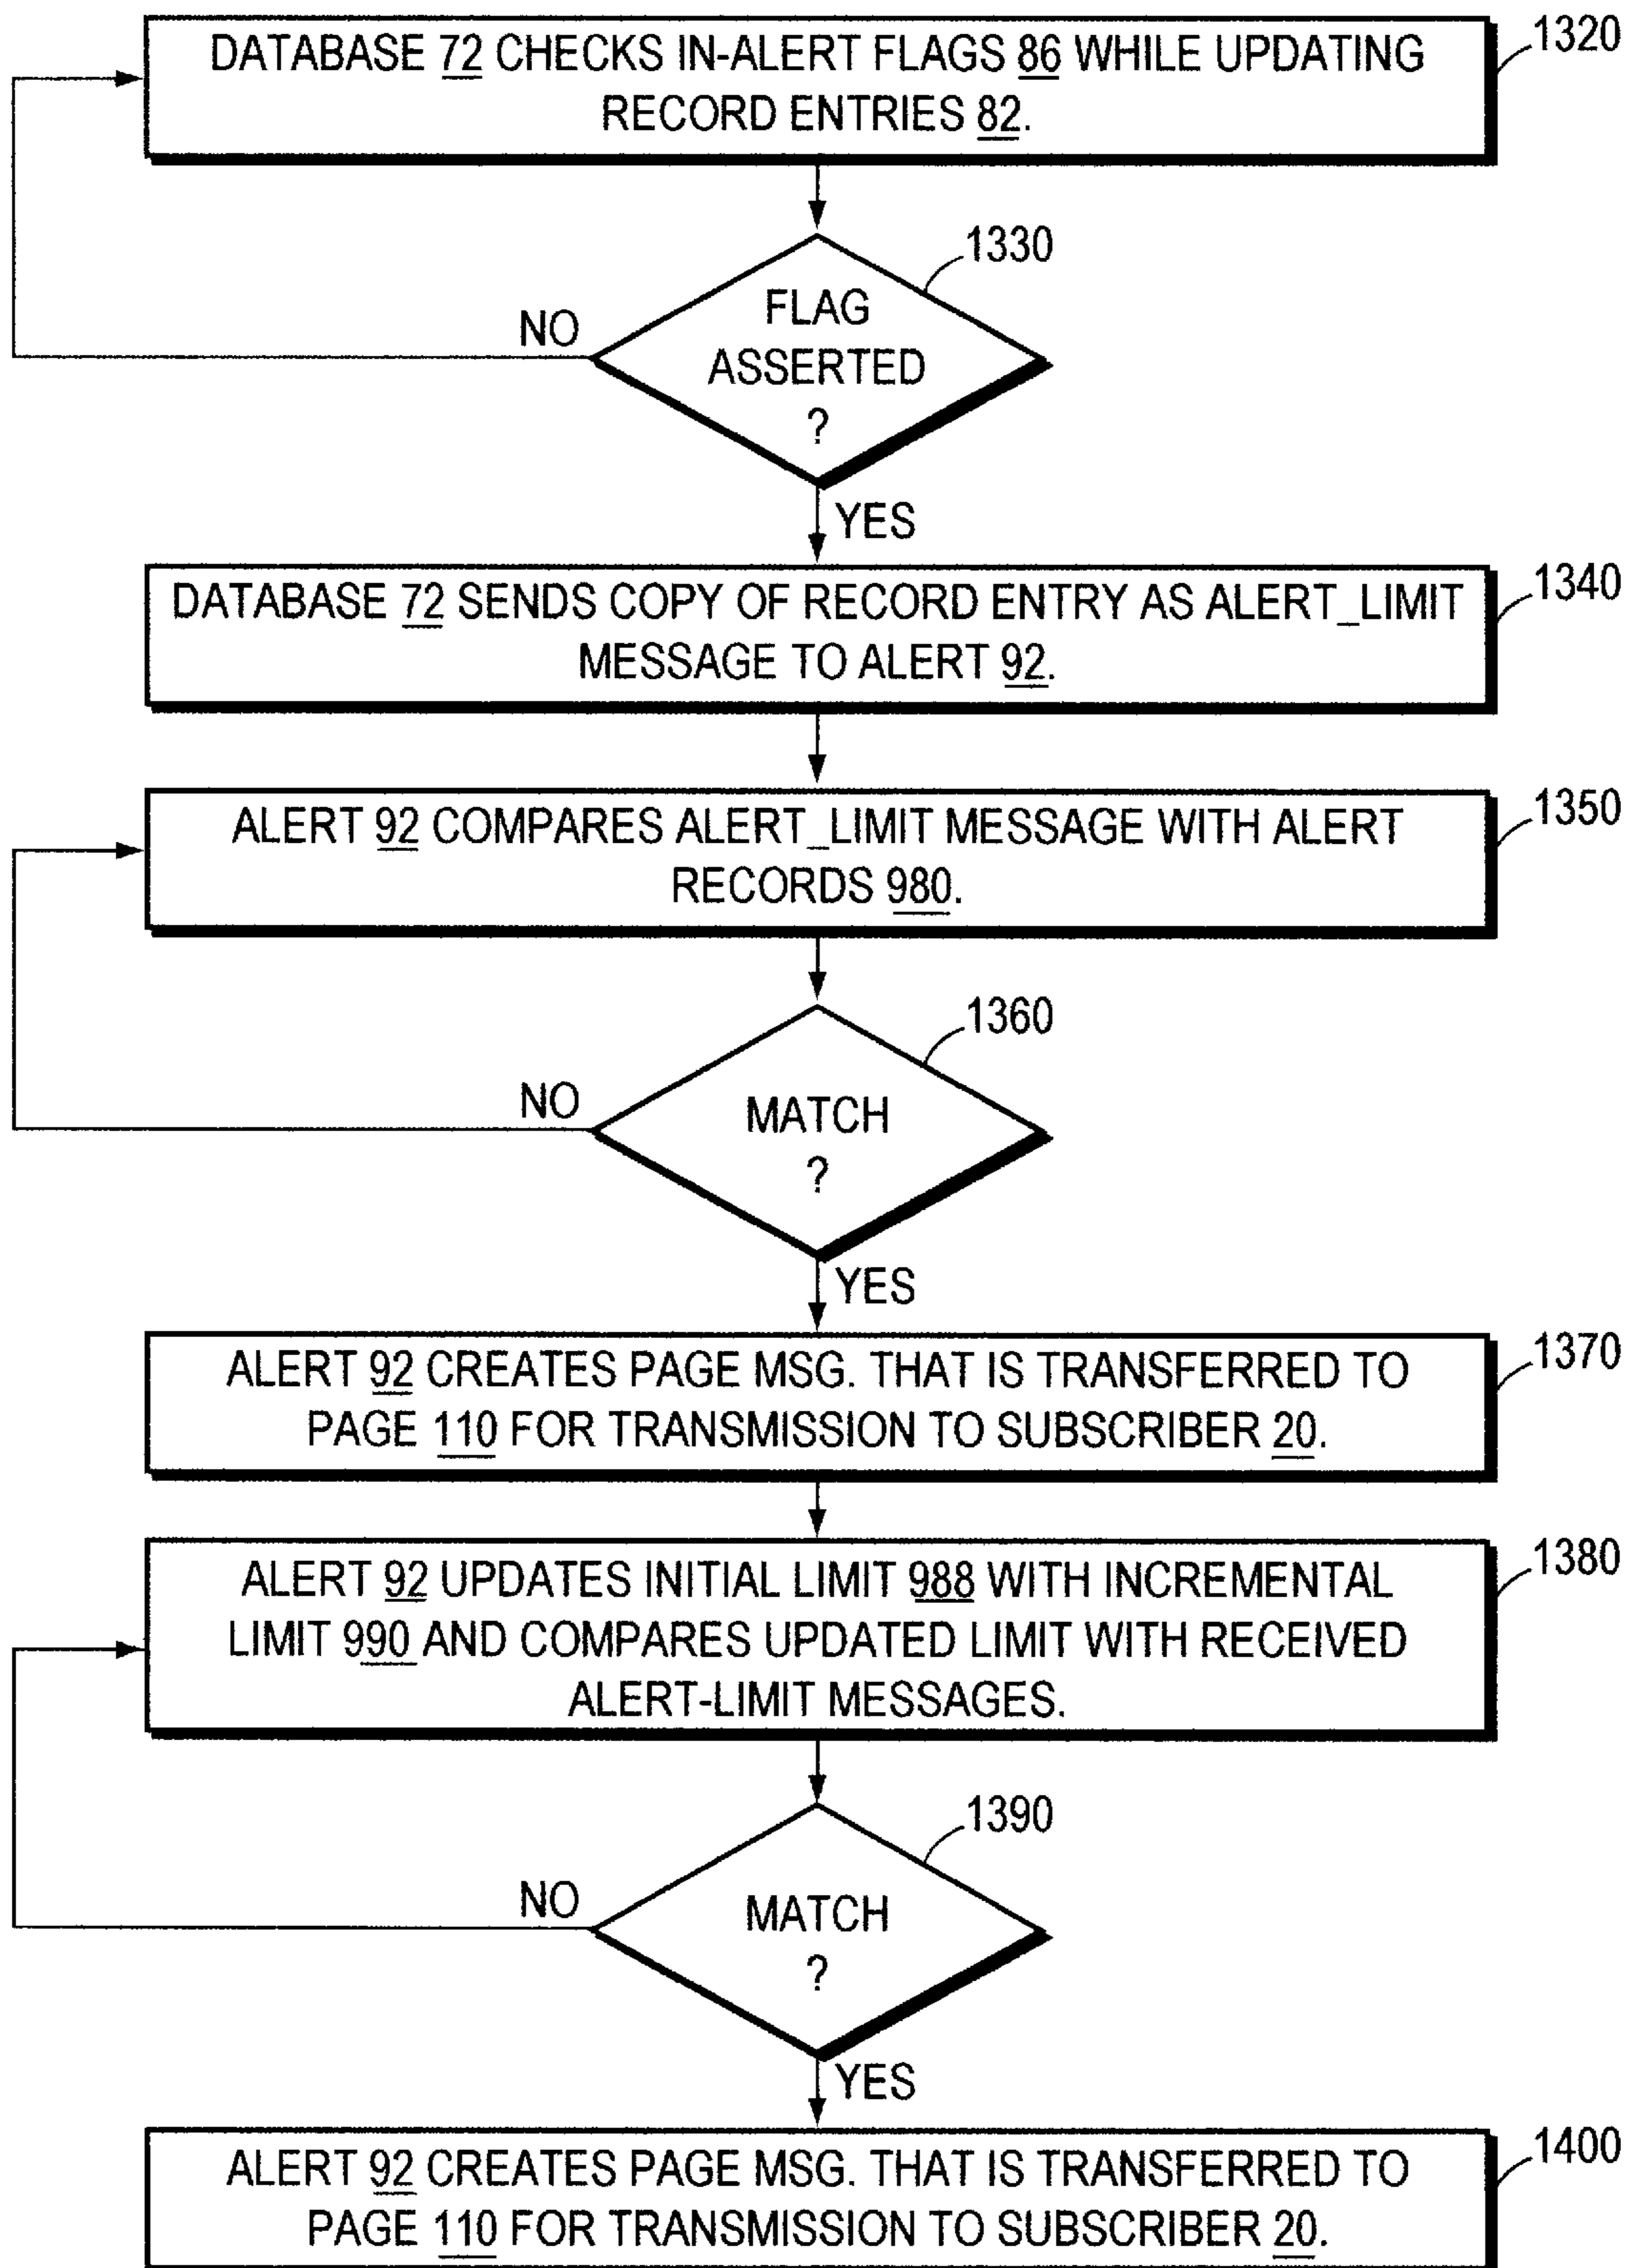 DATABASE 72 CHECKS IN-ALERT FLAGS 86 WHILE UPDATING
RECORD ENTRIES 82.
1320
1330
FLAG
ASSERTED
?
NO
YES
DATABASE 72 SENDS COPY OF RECORD ENTRY AS ALERT_LIMIT
MESSAGE TO ALERT 92.
1340
ALERT 92 COMPARES ALERT_LIMIT MESSAGE WITH ALERT
RECORDS 980.
1350
1360
MATCH
?
NO
YES
ALERT 92 CREATES PAGE MSG. THAT IS TRANSFERRED TO
PAGE 110 FOR TRANSMISSION TO SUBSCRIBER 20.
1370
ALERT 92 UPDATES INITIAL LIMIT 988 WITH INCREMENTAL
LIMIT 990 AND COMPARES UPDATED LIMIT WITH RECEIVED
ALERT-LIMIT MESSAGES.
1380
1390
MATCH
?
NO
YES
ALERT 92 CREATES PAGE MSG. THAT IS TRANSFERRED TO
PAGE 110 FOR TRANSMISSION TO SUBSCRIBER 20.
1400